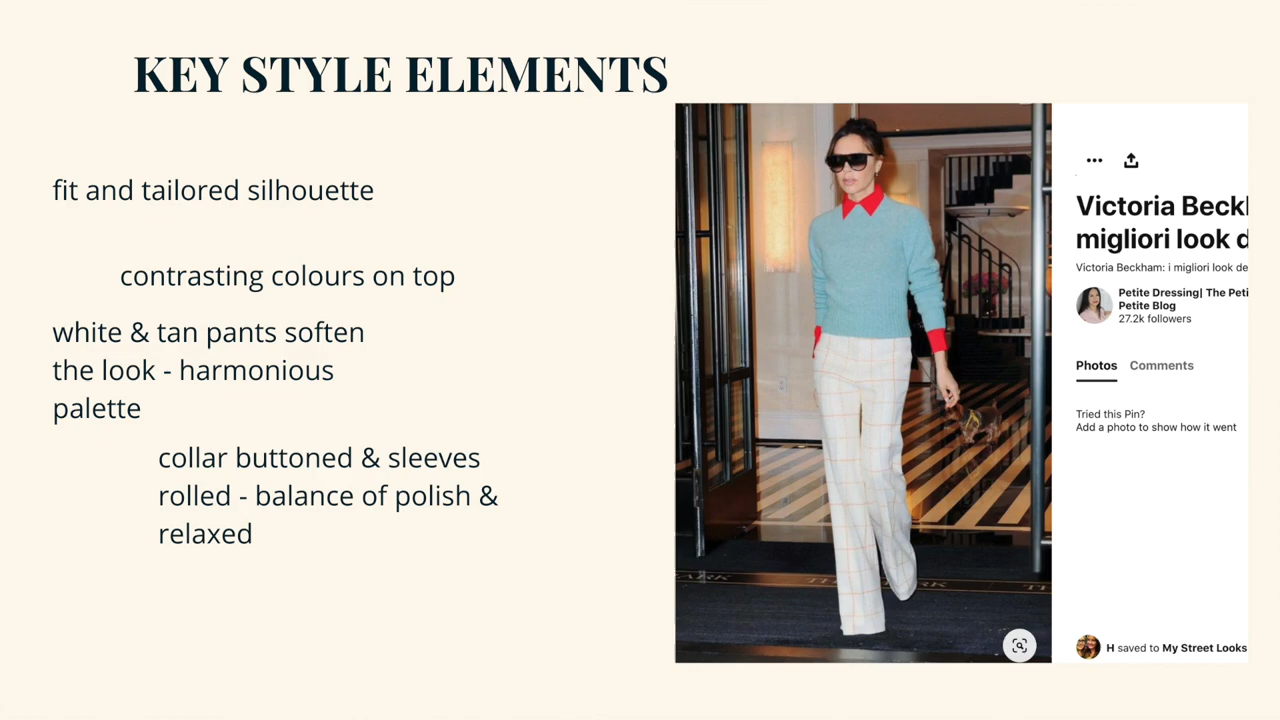 KEY STYLE ELEMENTS
fit and tailored silhouette
contrasting colours on top
white & tan pants soften
the look - harmonious
palette
collar buttoned & sleeves
rolled - balance of polish &
relaxed
Victoria Beck
migliori look d
Victoria Beckham: i migliori look de
Petite Dressing| The Peti
Petite Blog
27.2k followers
Photos Comments
Tried this Pin?
Add a photo to show how it went
H saved to My Street Looks